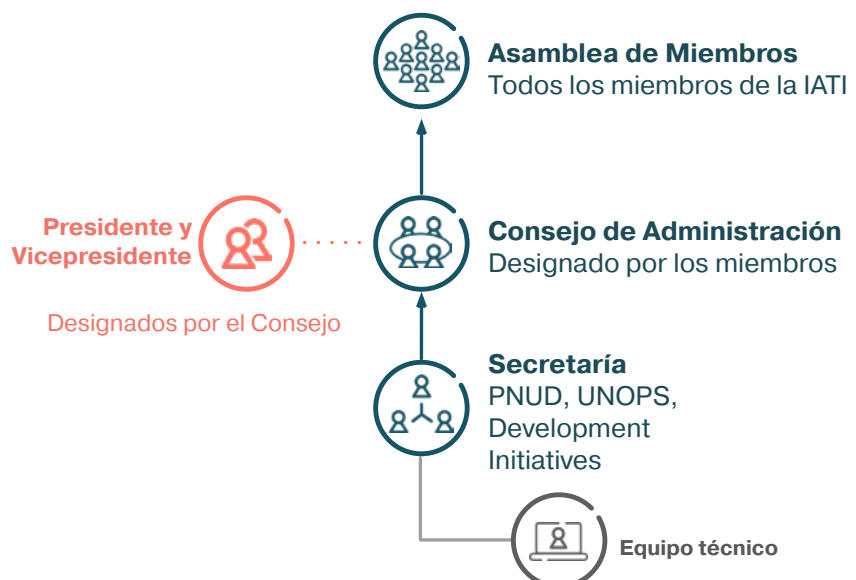 Asamblea de Miembros
Todos los miembros de la IATI
Presidente y
Vicepresidente
Designados por el Consejo
Consejo de Administración
Designado por los miembros
Secretaría
PNUD, UNOPS,
Development
Initiatives
Equipo técnico